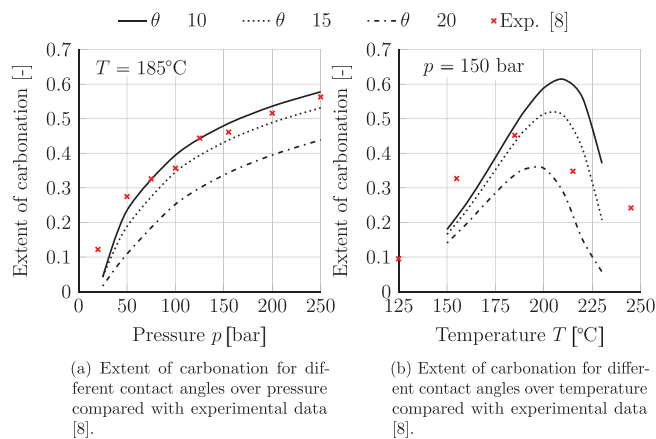 θ 10 θ 15 θ 20 Exp. [8]
0.7
0.6
0.5
0.4
0.3
0.2
0.1
0
Extent of carbonation [-]
T = 185°C
50 100 150 200 250
Pressure p [bar]
(a) Extent of carbonation for dif-
ferent contact angles over pressure
compared with experimental data
[8].
0.7
0.6
0.5
0.4
0.3
0.2
0.1
0
Extent of carbonation [-]
p = 150 bar
125 150 175 200 225 250
Temperature T [°C]
(b) Extent of carbonation for differ-
ent contact angles over temperature
compared with experimental data
[8].